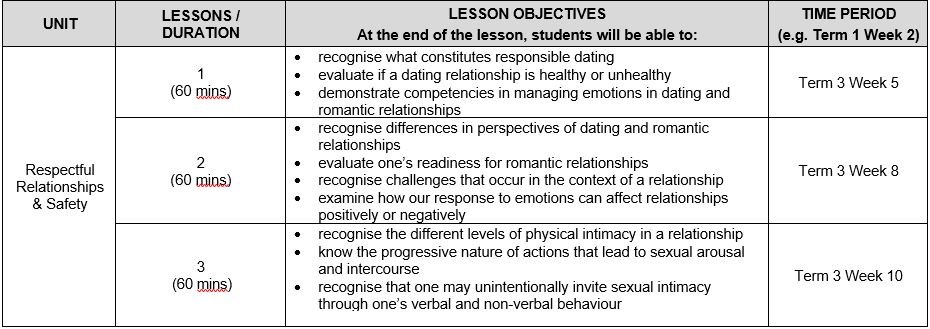 UNIT
LESSONS /
DURATION
LESSON OBJECTIVES
At the end of the lesson, students will be able to:
TIME PERIOD
(e.g. Term 1 Week 2)
Respectful
Relationships
& Safety
1
(60 mins)
• recognise what constitutes responsible dating
• evaluate if a dating relationship is healthy or unhealthy
• demonstrate competencies in managing emotions in dating and
romantic relationships
Term 3 Week 5
2
(60 mins)
• recognise differences in perspectives of dating and romantic
relationships
• evaluate one's readiness for romantic relationships
• recognise challenges that occur in the context of a relationship
• examine how our response to emotions can affect relationships
positively or negatively
Term 3 Week 8
3
(60 mins)
• recognise the different levels of physical intimacy in a relationship
• know the progressive nature of actions that lead to sexual arousal
and intercourse
• recognise that one may unintentionally invite sexual intimacy
through one's verbal and non-verbal behaviour
Term 3 Week 10